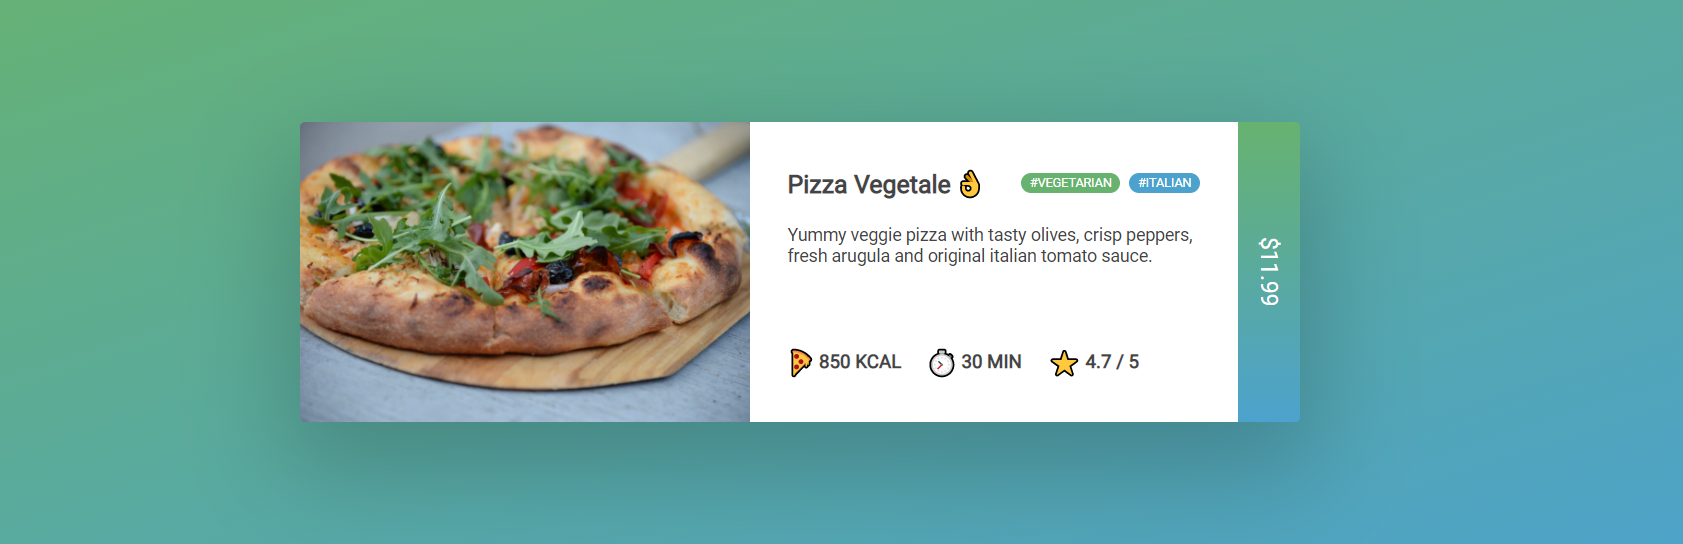 Pizza Vegetale 👌 #VEGETARIAN #ITALIAN
Yummy veggie pizza with tasty olives, crisp peppers,
fresh arugula and original italian tomato sauce.
🍕 850 KCAL ⏱ 30 MIN ⭐ 4.7 / 5
$11.99